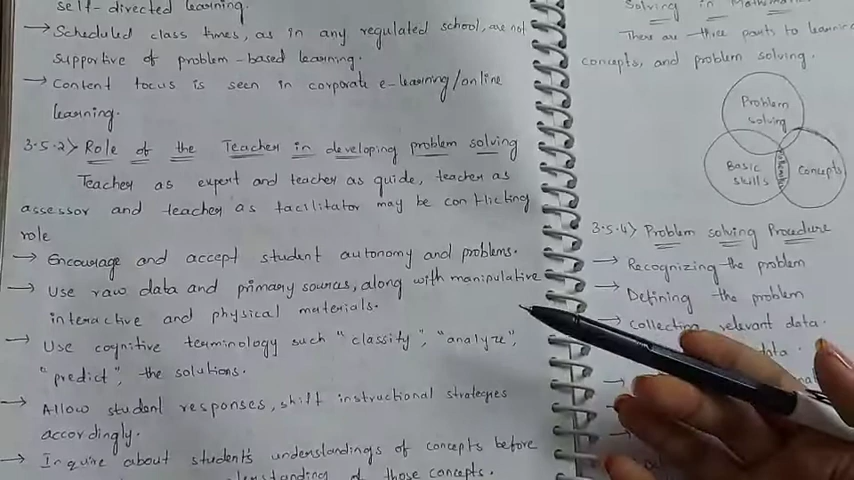 self-directed learning.
→ Scheduled class times, as in any regulated school, are not
supportive of problem-based learning.
→ Content focus is seen in corporate e-learning/online
learning.
3.5.2> Role of the Teacher in developing problem solving
Teacher as expert and teacher as guide, teacher as
assessor and teacher as facilitator may be conflicting
role
→ Encourage and accept student autonomy and problems.
→ Use raw data and primary sources, along with manipulative
interactive and physical materials.
→ Use cognitive terminology such "classify", "analyze",
"predict", the solutions.
→ Allow student responses, shift instructional strategies
accordingly.
→ Inquire about student's understandings of concepts before
understanding of those concepts.
Solving in
There are three parts to learning
concepts, and problem solving.
Problem
solving
Basic
skills
Concepts
3.5.4> Problem solving Procedure
→ Recognizing the problem
→ Defining the problem
→ Collecting relevant data.
data.